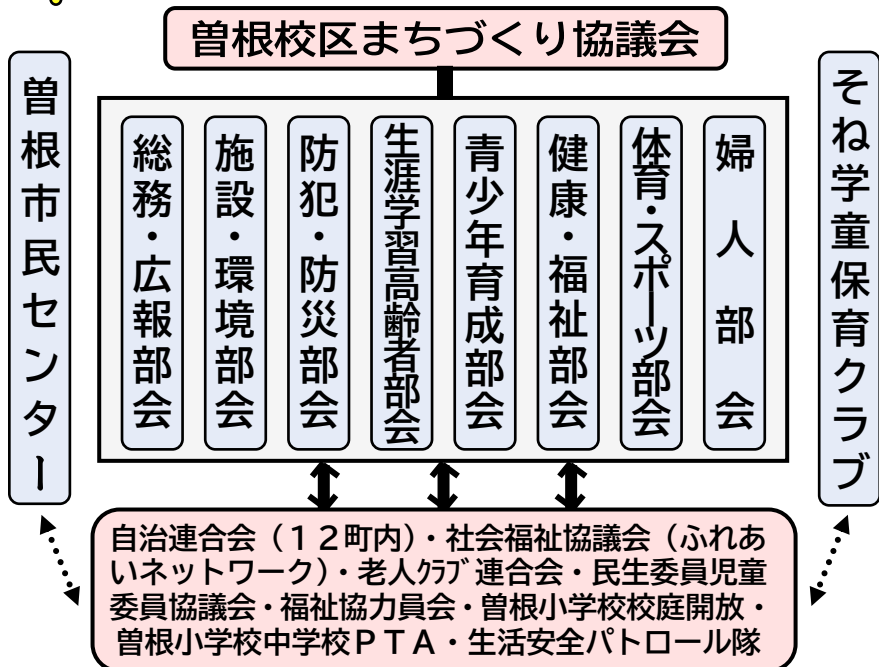 曽根校区まちづくり協議会
曽根市民センター
総務・広報部会
施設・環境部会
防犯・防災部会
生涯学習高齢者部会
青少年育成部会
健康・福祉部会
体育・スポーツ部会
婦人部会
そね学童保育クラブ
自治連合会（１２町内）・社会福祉協議会（ふれあ
いネットワーク）・老人ｸﾗﾌﾞ連合会・民生委員児童
委員協議会・福祉協力員会・曽根小学校校庭開放・
曽根小学校中学校ＰＴＡ・生活安全パトロール隊